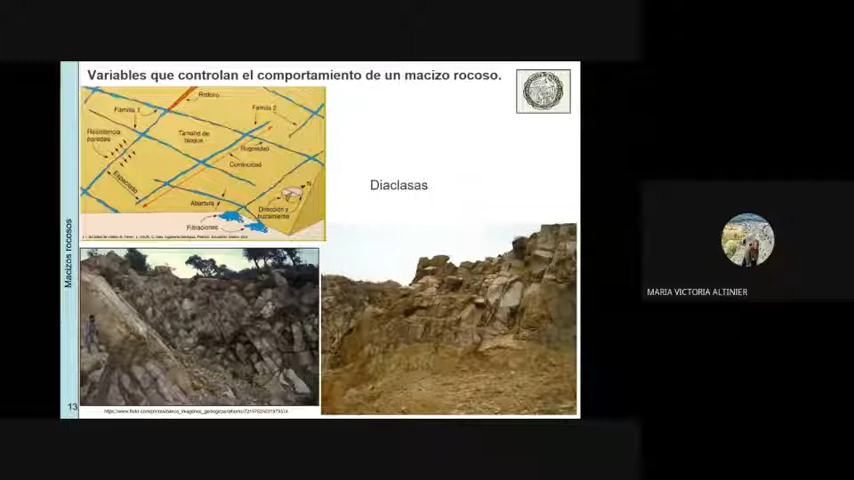 Variables que controlan el comportamiento de un macizo rocoso.
Relleno
Familia 1
Familia 2
Resistencia
paredes
Tamaño de
bloque
Rugosidad
Continuidad
Espaciado
Abertura
N
Dirección y
buzamiento
Filtraciones
Diaclasas
Macizos rocosos
MARIA VICTORIA ALTINIER
13